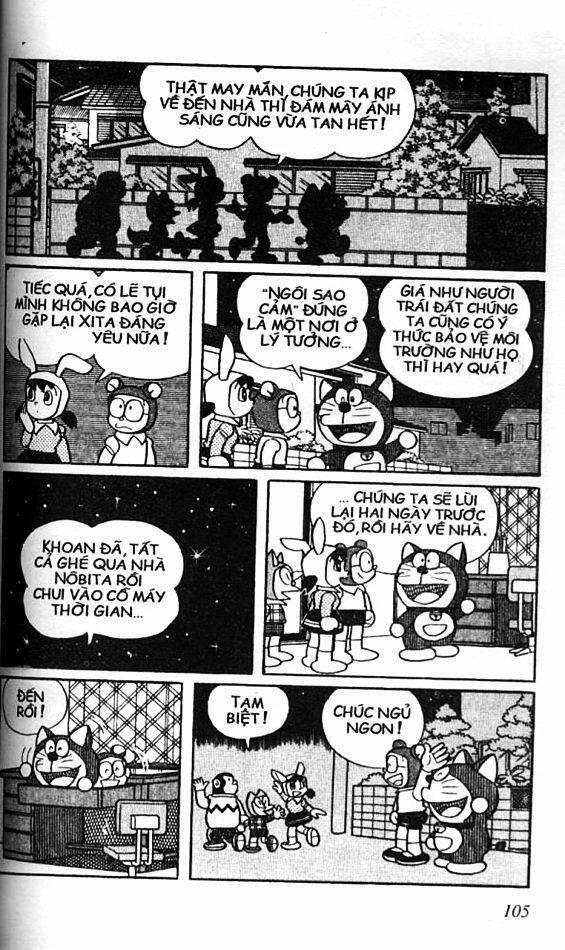 THẬT MAY MẮN, CHÚNG TA KỊP
VỀ ĐẾN NHÀ THÌ ĐÁM MÂY ÁNH
SÁNG CŨNG VỪA TAN HẾT!
TIẾC QUÁ, CÓ LẼ TỤI
MÌNH KHÔNG BAO GIỜ
GẶP LẠI XITA ĐÁNG
YÊU NỮA!
"NGÔI SAO
CẢM" ĐÚNG
LÀ MỘT NƠI Ở
LÝ TƯỞNG...
GIÁ NHƯ NGƯỜI
TRÁI ĐẤT CHÚNG
TA CŨNG CÓ Ý
THỨC BẢO VỆ MÔI
TRƯỜNG NHƯ HỌ
THÌ HAY QUÁ!
KHOAN ĐÃ, TẤT
CẢ GHÉ QUA NHÀ
NÔBITA RỒI
CHUI VÀO CỖ MÁY
THỜI GIAN...
... CHÚNG TA SẼ LÙI
LẠI HAI NGÀY TRƯỚC
ĐÓ, RỒI HÃY VỀ NHÀ.
ĐẾN
RỒI!
TẠM
BIỆT!
CHÚC NGỦ
NGON!
105